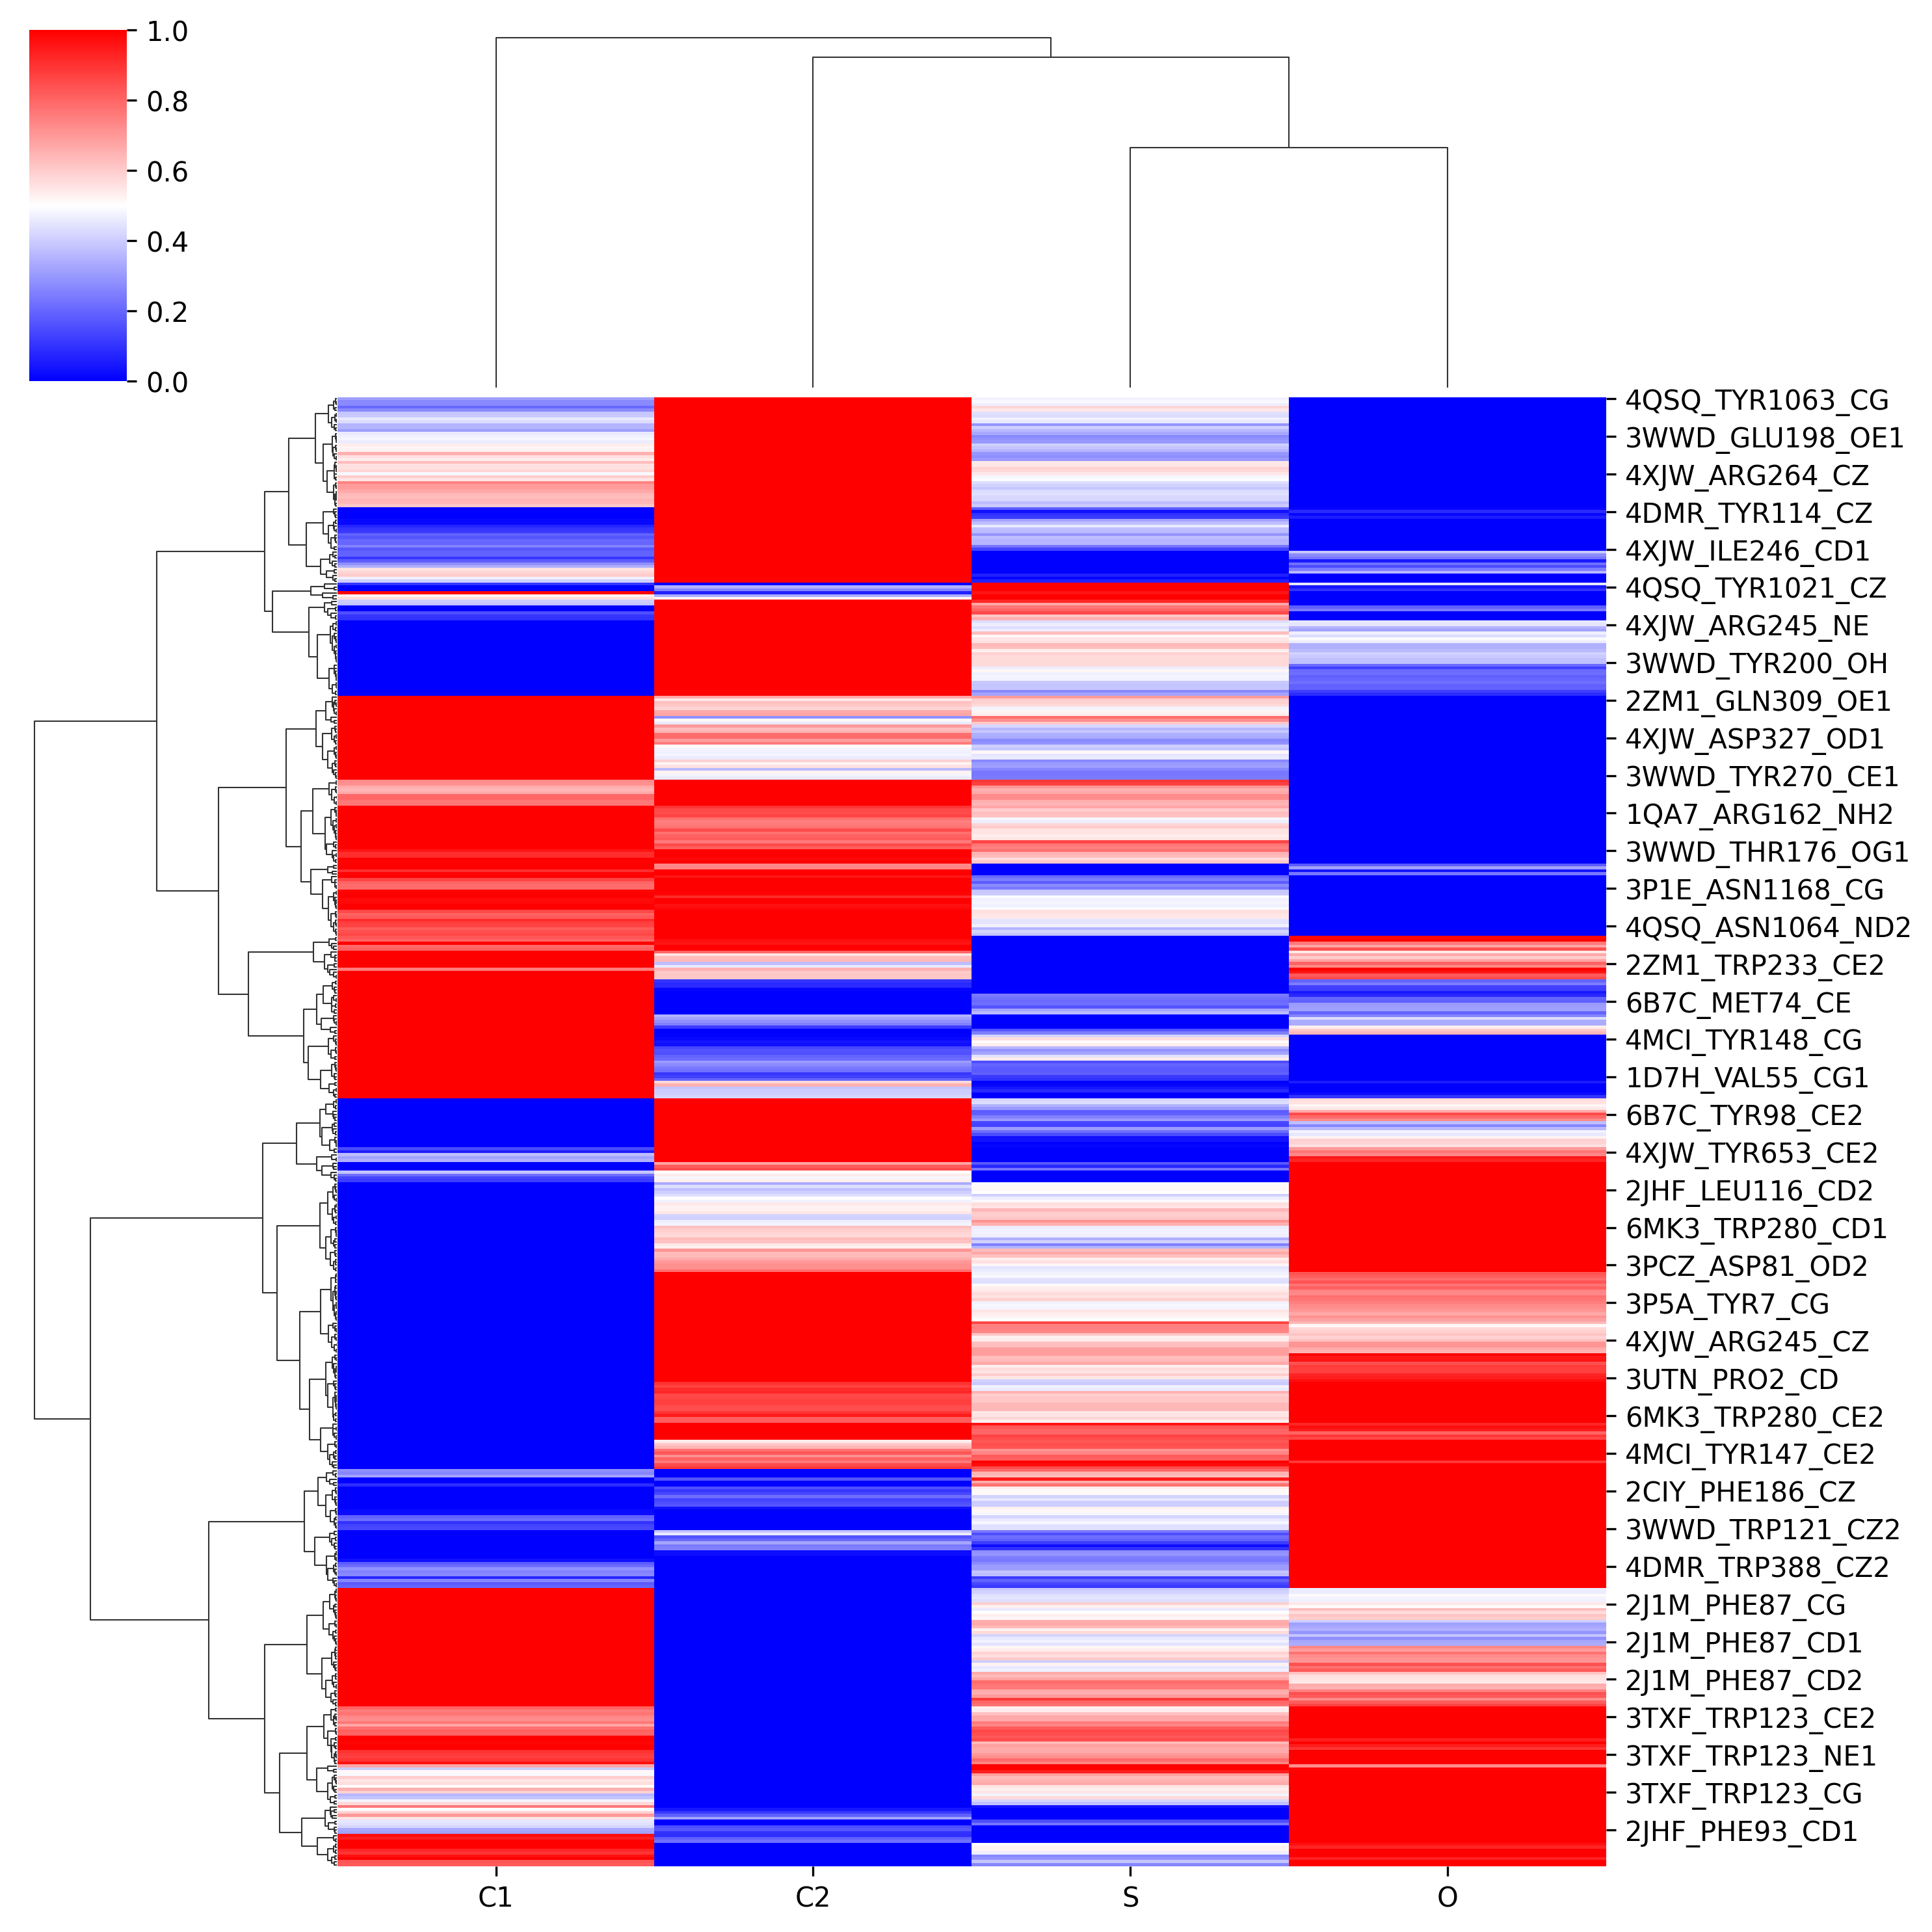 1.0
0.8
0.6
0.4
0.2
0.0
4QSQ_TYR1063_CG
3WWD_GLU198_OE1
4XJW_ARG264_CZ
4DMR_TYR114_CZ
4XJW_ILE246_CD1
4QSQ_TYR1021_CZ
4XJW_ARG245_NE
3WWD_TYR200_OH
2ZM1_GLN309_OE1
4XJW_ASP327_OD1
3WWD_TYR270_CE1
1QA7_ARG162_NH2
3WWD_THR176_OG1
3P1E_ASN1168_CG
4QSQ_ASN1064_ND2
2ZM1_TRP233_CE2
6B7C_MET74_CE
4MCI_TYR148_CG
1D7H_VAL55_CG1
6B7C_TYR98_CE2
4XJW_TYR653_CE2
2JHF_LEU116_CD2
6MK3_TRP280_CD1
3PCZ_ASP81_OD2
3P5A_TYR7_CG
4XJW_ARG245_CZ
3UTN_PRO2_CD
6MK3_TRP280_CE2
4MCI_TYR147_CE2
2CIY_PHE186_CZ
3WWD_TRP121_CZ2
4DMR_TRP388_CZ2
2J1M_PHE87_CG
2J1M_PHE87_CD1
2J1M_PHE87_CD2
3TXF_TRP123_CE2
3TXF_TRP123_NE1
3TXF_TRP123_CG
2JHF_PHE93_CD1
C1 C2 S O